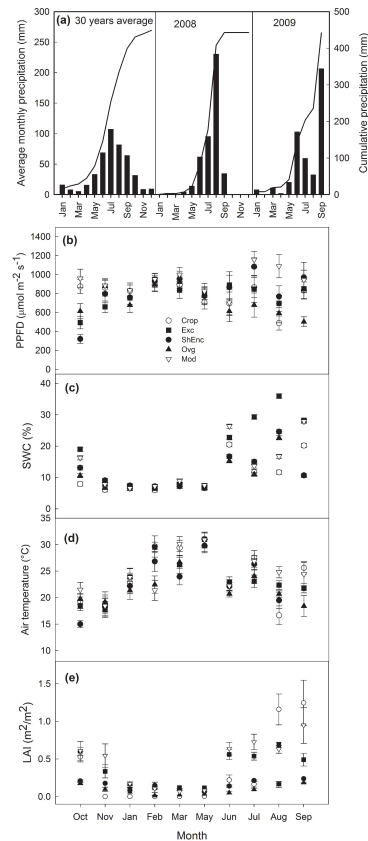 (a) 30 years average
2008
2009
Average monthly precipitation (mm)
300
250
200
150
100
50
0
Cumulative precipitation (mm)
500
400
300
200
100
0
Jan Mar May Jul Sep Nov
Jan Mar May Jul Sep Nov
Jan Mar May Jul Sep
(b)
PPFD (µmol m⁻² s⁻¹)
1400
1200
1000
800
600
400
200
0
Crop
Exc
ShEnc
Ovg
Mod
(c)
SWC (%)
40
30
20
10
0
(d)
Air temperature (°C)
35
30
25
20
15
10
(e)
LAI (m²/m²)
1.5
1.0
0.5
0.0
Oct Nov Jan Feb Mar May Jun Jul Aug Sep
Month